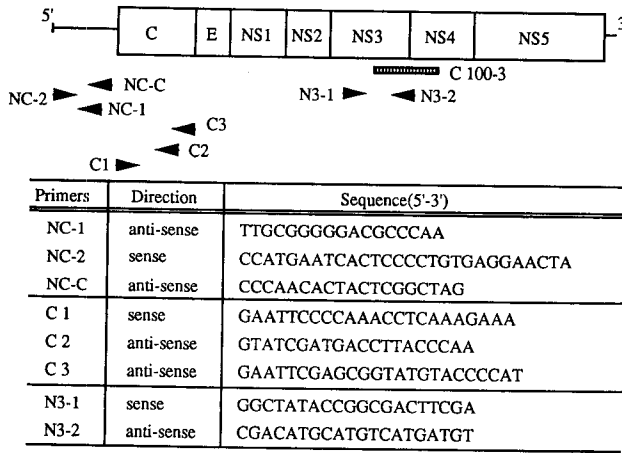 5' 3'
C E NS1 NS2 NS3 NS4 NS5
C 100-3
NC-C
NC-2 N3-1 N3-2
NC-1
C3
C2
C1
Primers Direction Sequence(5'-3')
NC-1 anti-sense TTGCGGGGGACGCCCAA
NC-2 sense CCATGAATCACTCCCCTGTGAGGAACTA
NC-C anti-sense CCCAACACTACTCGGCTAG
C 1 sense GAATTCCCCAAACCTCAAAGAAA
C 2 anti-sense GTATCGATGACCTTACCCAA
C 3 anti-sense GAATTCGAGCGGTATGTACCCCAT
N3-1 sense GGCTATACCGGCGACTTCGA
N3-2 anti-sense CGACATGCATGTCATGATGT